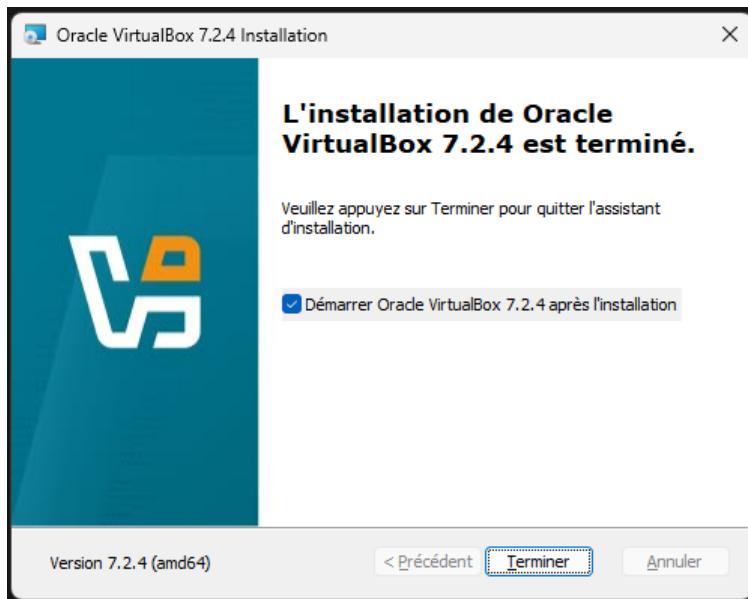 Oracle VirtualBox 7.2.4 Installation
L'installation de Oracle
VirtualBox 7.2.4 est terminé.
Veuillez appuyez sur Terminer pour quitter l'assistant
d'installation.
Démarrer Oracle VirtualBox 7.2.4 après l'installation
Version 7.2.4 (amd64)
< Précédent
Terminer
Annuler